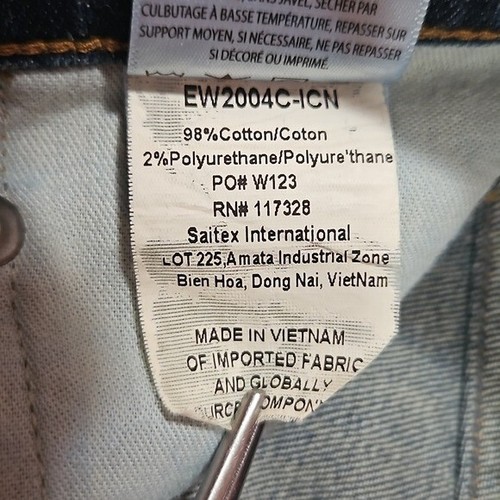 SÉCHER PAR
CULBUTAGE À BASSE TEMPÉRATURE, REPASSER SUR
SUPPORT MOYEN, SI NÉCESSAIRE, NE PAS REPASSER
SI DÉCORÉ OU IMPRIMÉ.
EW2004C-ICN
98%Cotton/Coton
2%Polyurethane/Polyure'thane
PO# W123
RN# 117328
Saitex International
LOT 225,Amata Industrial Zone
Bien Hoa, Dong Nai, VietNam
MADE IN VIETNAM
OF IMPORTED FABRIC
AND GLOBALLY